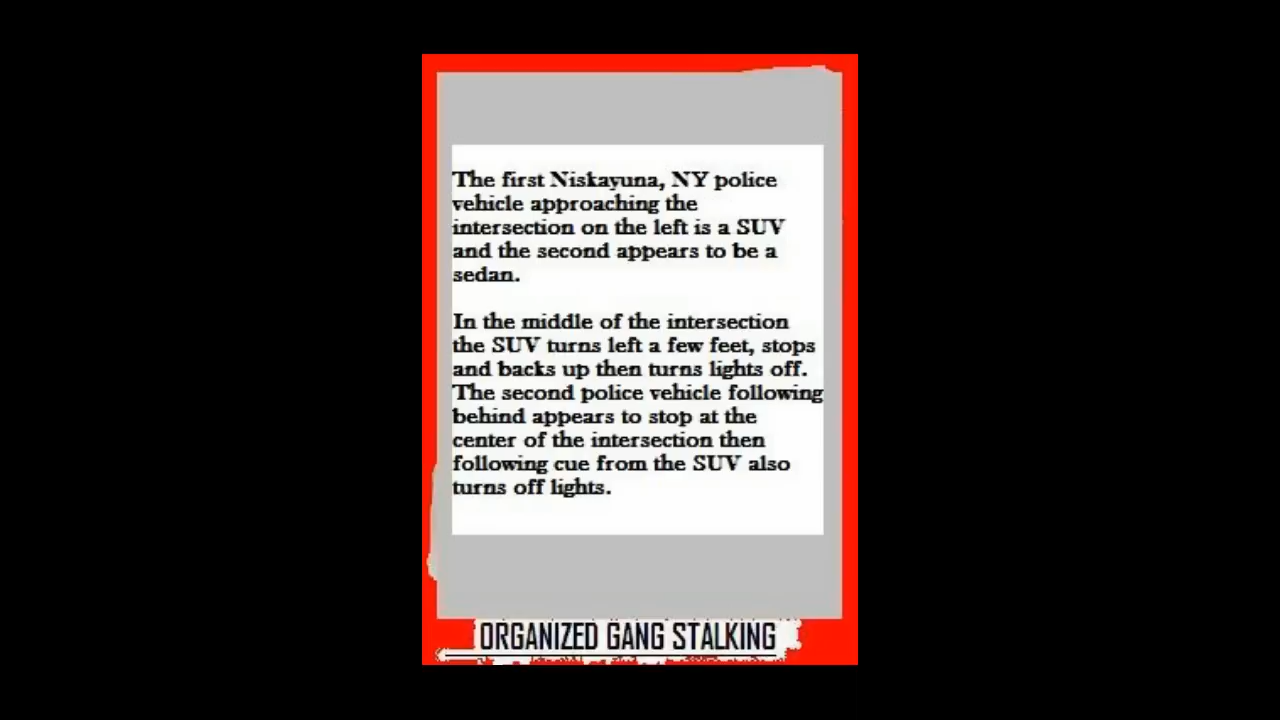 The first Niskayuna, NY police
vehicle approaching the
intersection on the left is a SUV
and the second appears to be a
sedan.
In the middle of the intersection
the SUV turns left a few feet, stops
and backs up then turns lights off.
The second police vehicle following
behind appears to stop at the
center of the intersection then
following cue from the SUV also
turns off lights.
ORGANIZED GANG STALKING